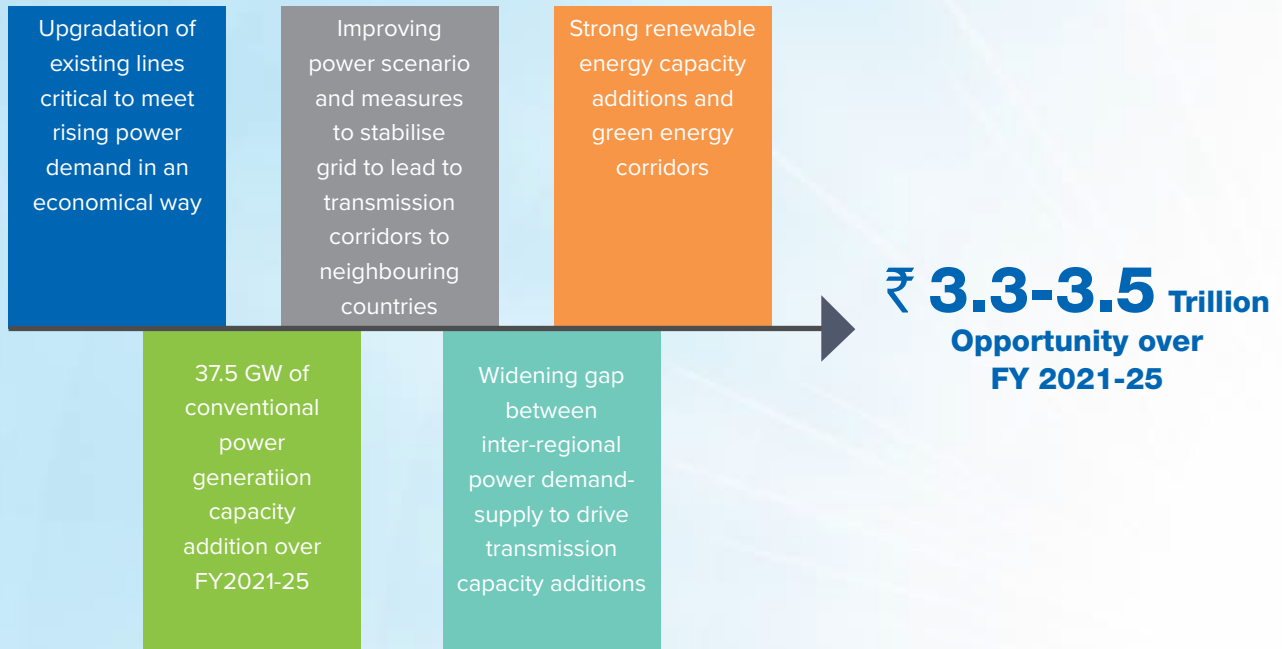 Upgradation of
existing lines
critical to meet
rising power
demand in an
economical way
Improving
power scenario
and measures
to stabilise
grid to lead to
transmission
corridors to
neighbouring
countries
Strong renewable
energy capacity
additions and
green energy
corridors
37.5 GW of
conventional
power
generatiion
capacity
addition over
FY2021-25
Widening gap
between
inter-regional
power demand-
supply to drive
transmission
capacity additions
₹ 3.3-3.5 Trillion
Opportunity over
FY 2021-25